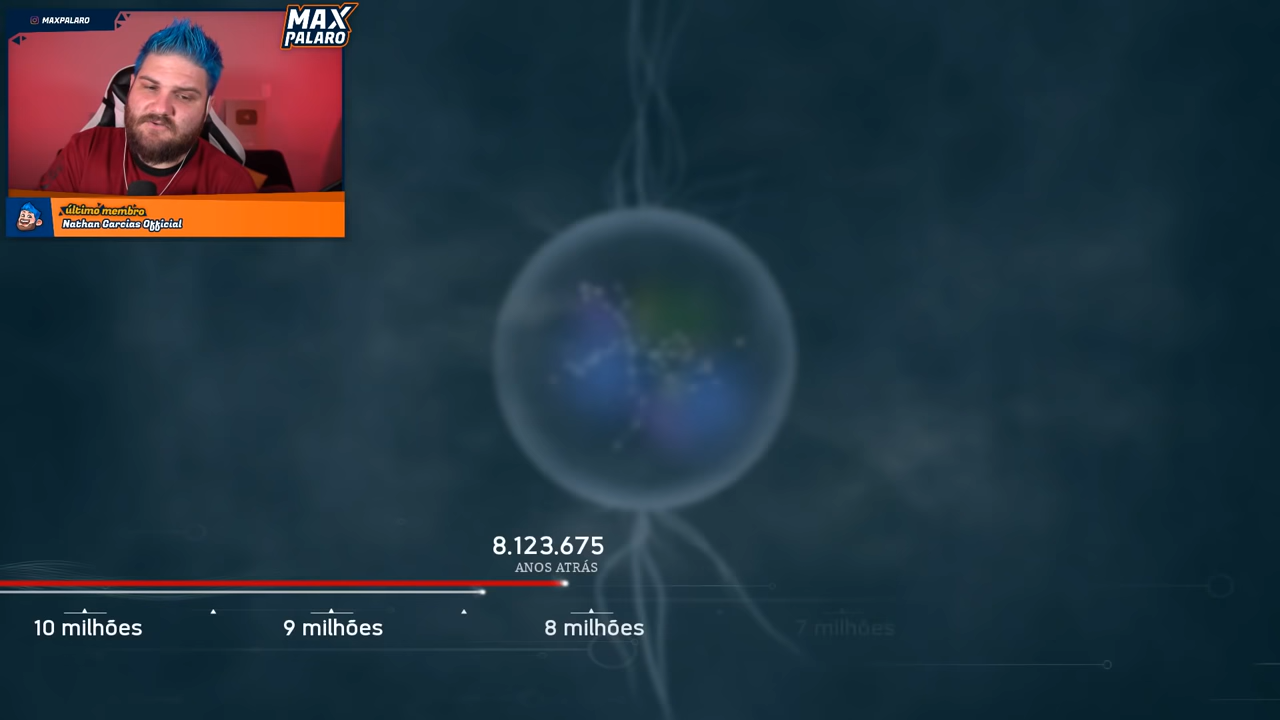 MAXPALARO
MAX
PALARO
último membro
Nathan Garcias Official
8.123.675
ANOS ATRÁS
10 milhões
9 milhões
8 milhões
7 milhões